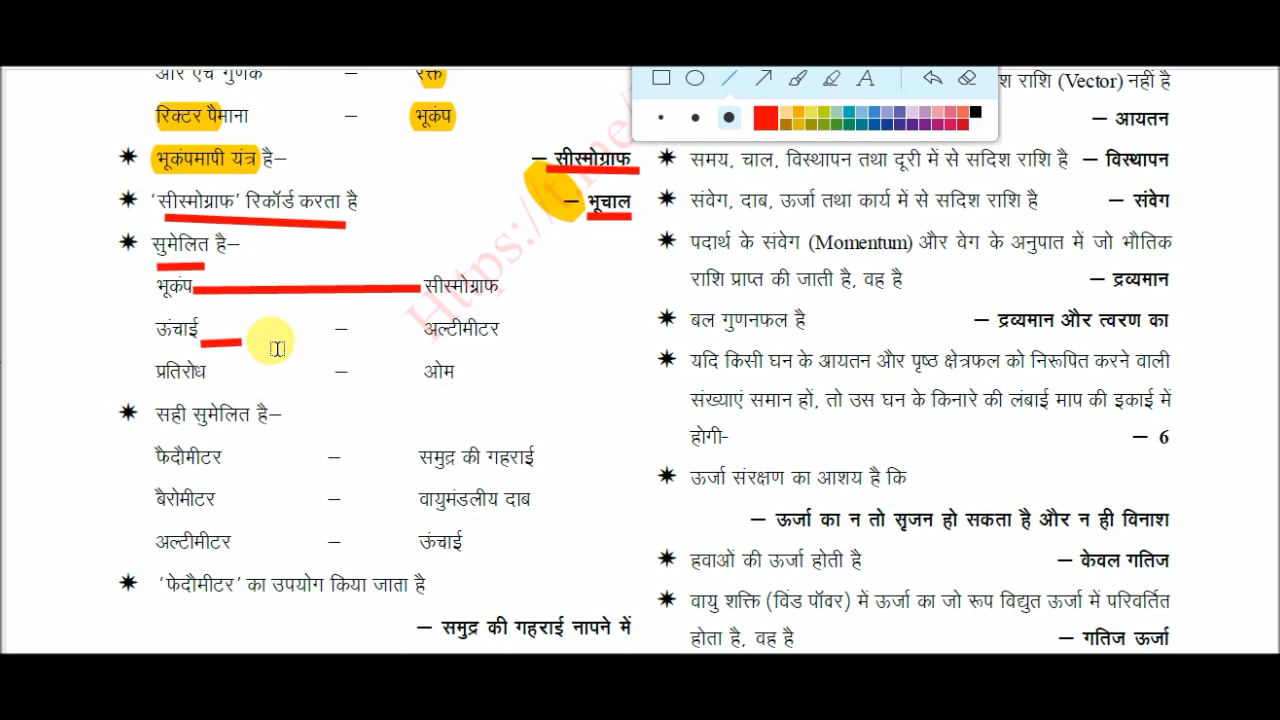 और एच गुणक – रक्त
रिक्टर पैमाना – भूकंप
✷ भूकंपमापी यंत्र है– – सीस्मोग्राफ
✷ ‘सीस्मोग्राफ’ रिकॉर्ड करता है – भूचाल
✷ सुमेलित है–
भूकंप सीस्मोग्राफ
ऊंचाई – अल्टीमीटर
प्रतिरोध – ओम
✷ सही सुमेलित है–
फैदोमीटर – समुद्र की गहराई
बैरोमीटर – वायुमंडलीय दाब
अल्टीमीटर – ऊंचाई
✷ ‘फेदोमीटर’ का उपयोग किया जाता है
– समुद्र की गहराई नापने में
श राशि (Vector) नहीं है
– आयतन
✷ समय, चाल, विस्थापन तथा दूरी में से सदिश राशि है – विस्थापन
✷ संवेग, दाब, ऊर्जा तथा कार्य में से सदिश राशि है – संवेग
✷ पदार्थ के संवेग (Momentum) और वेग के अनुपात में जो भौतिक
राशि प्राप्त की जाती है, वह है – द्रव्यमान
✷ बल गुणनफल है – द्रव्यमान और त्वरण का
✷ यदि किसी घन के आयतन और पृष्ठ क्षेत्रफल को निरूपित करने वाली
संख्याएं समान हों, तो उस घन के किनारे की लंबाई माप की इकाई में
होगी- – 6
✷ ऊर्जा संरक्षण का आशय है कि
– ऊर्जा का न तो सृजन हो सकता है और न ही विनाश
✷ हवाओं की ऊर्जा होती है – केवल गतिज
✷ वायु शक्ति (विंड पॉवर) में ऊर्जा का जो रूप विद्युत ऊर्जा में परिवर्तित
होता है, वह है – गतिज ऊर्जा
A